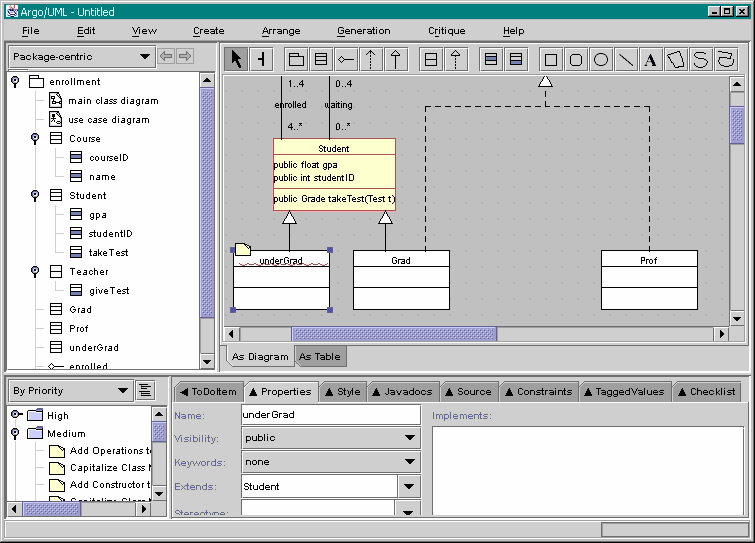 Argo/UML - Untitled
File Edit View Create Arrange Generation Critique Help
Package-centric
enrollment
main class diagram
use case diagram
Course
courseID
name
Student
gpa
studentID
takeTest
Teacher
giveTest
Grad
Prof
underGrad
enrolled
A
1..4 0..4
enrolled waiting
4..* 0..*
Student
public float gpa
public int studentID
public Grade takeTest(Test t)
underGrad Grad Prof
As Diagram As Table
By Priority
High
Medium
Add Operations to
Capitalize Class
Add Constructor t
Capitalize Class
ToDoItem Properties Style Javadocs Source Constraints TaggedValues Checklist
Name: underGrad
Visibility: public
Keywords: none
Extends: Student
Stereotype:
Implements: